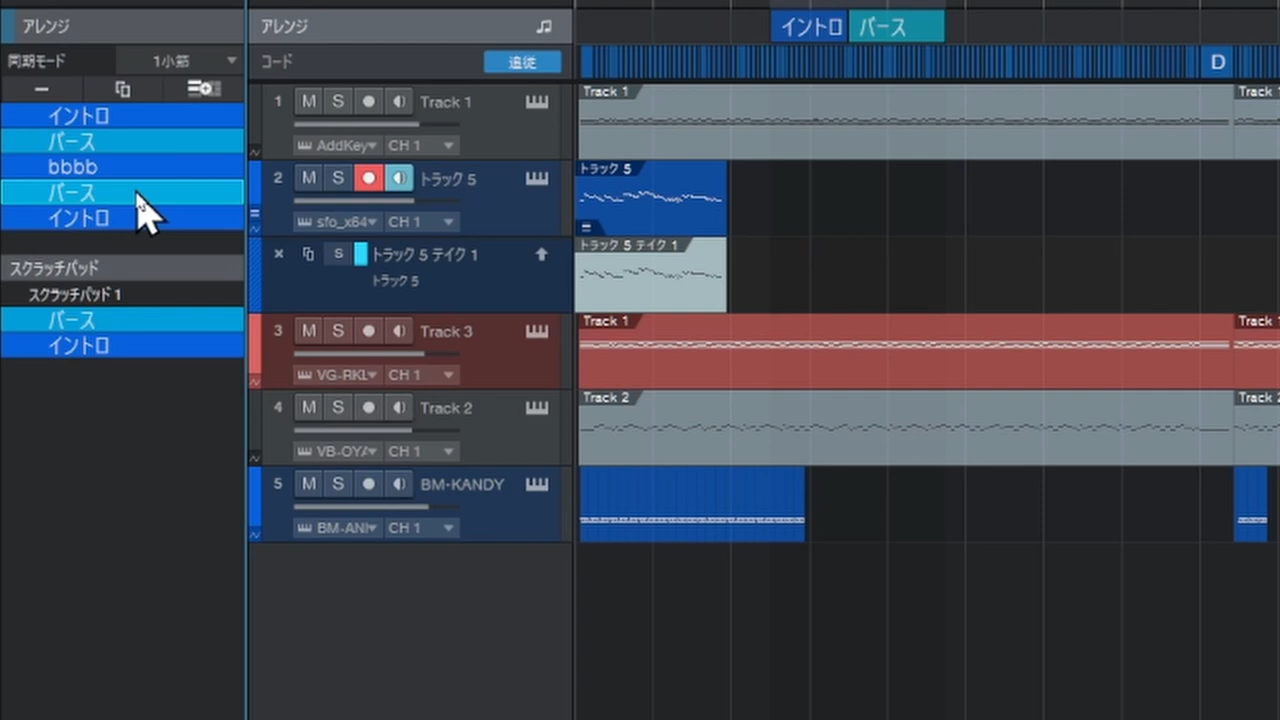 アレンジ
同期モード 1小節
イントロ
バース
bbbb
バース
イントロ
スクラッチパッド
スクラッチパッド 1
バース
イントロ
アレンジ
コード 追従
1 M S Track 1
AddKey CH 1
2 M S トラック 5
sfo_x64 CH 1
S トラック 5 テイク 1
トラック 5
3 M S Track 3
VG-RKL CH 1
4 M S Track 2
VB-OYA CH 1
5 M S BM-KANDY
BM-ANI CH 1
イントロ バース
D
Track 1 Track 1
トラック 5
トラック 5 テイク 1
Track 1 Track 1
Track 2 Track 2